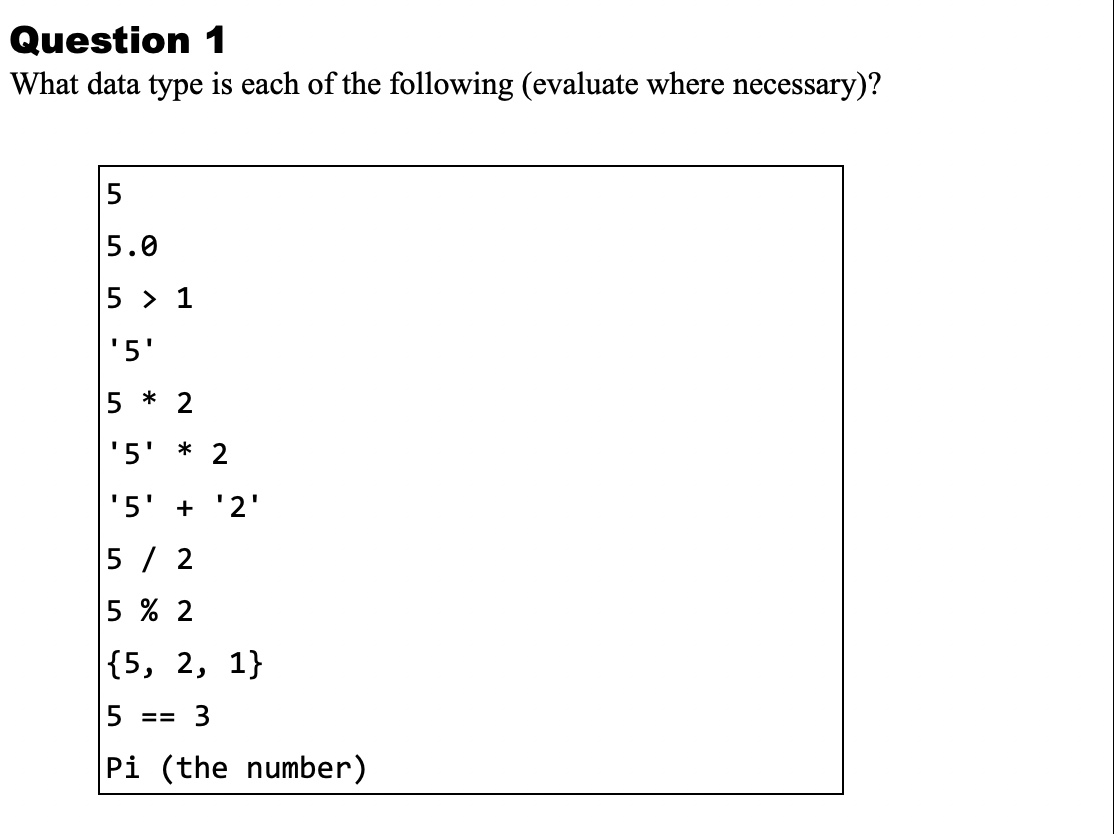 Question 1
What data type is each of the following (evaluate where necessary)?
5
5.0
5 > 1
'5'
5 * 2
'5' * 2
'5' + '2'
5 / 2
5 % 2
{5, 2, 1}
5 == 3
Pi (the number)